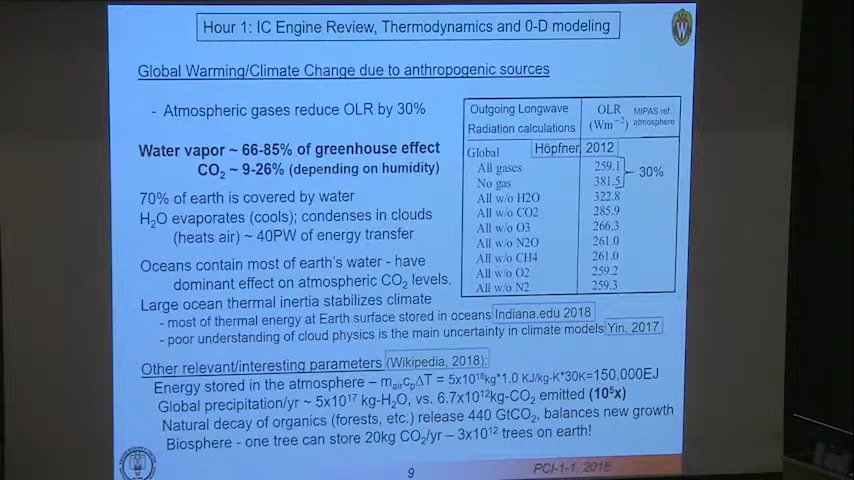 Hour 1: IC Engine Review, Thermodynamics and 0-D modeling
Global Warming/Climate Change due to anthropogenic sources
- Atmospheric gases reduce OLR by 30%
Water vapor ~ 66-85% of greenhouse effect
CO₂ ~ 9-26% (depending on humidity)
70% of earth is covered by water
H₂O evaporates (cools); condenses in clouds
(heats air) ~ 40PW of energy transfer
Oceans contain most of earth's water - have
dominant effect on atmospheric CO₂ levels.
Large ocean thermal inertia stabilizes climate
- most of thermal energy at Earth surface stored in oceans Indiana.edu 2018
- poor understanding of cloud physics is the main uncertainty in climate models Yin, 2017
Outgoing Longwave OLR MIPAS ref.
Radiation calculations (Wm⁻²) atmosphere
Global Höpfner, 2012
All gases 259.1
30%
No gas 381.5
All w/o H2O 322.8
All w/o CO2 285.9
All w/o O3 266.3
All w/o N2O 261.0
All w/o CH4 261.0
All w/o O2 259.2
All w/o N2 259.3
Other relevant/interesting parameters (Wikipedia, 2018):
Energy stored in the atmosphere – mₐᵢᵣcₚΔT = 5x10¹⁸kg*1.0 KJ/kg-K*30K=150,000EJ
Global precipitation/yr ~ 5x10¹⁷ kg-H₂O, vs. 6.7x10¹²kg-CO₂ emitted (10⁵x)
Natural decay of organics (forests, etc.) release 440 GtCO₂, balances new growth
Biosphere - one tree can store 20kg CO₂/yr – 3x10¹² trees on earth!
9
PCI-1-1, 2018
W